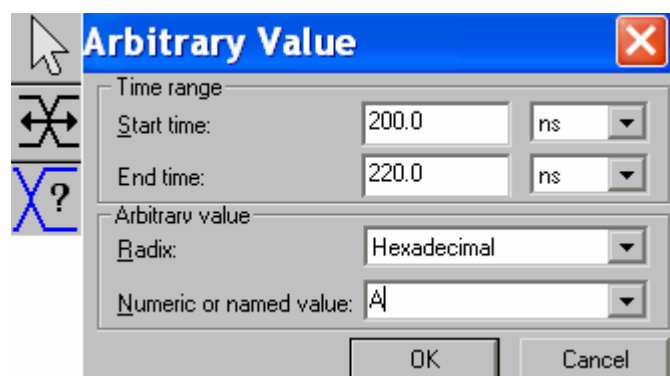 Arbitrary Value
Time range
Start time: 200.0 ns
End time: 220.0 ns
?
Arbitrary value
Radix: Hexadecimal
Numeric or named value: A
OK Cancel